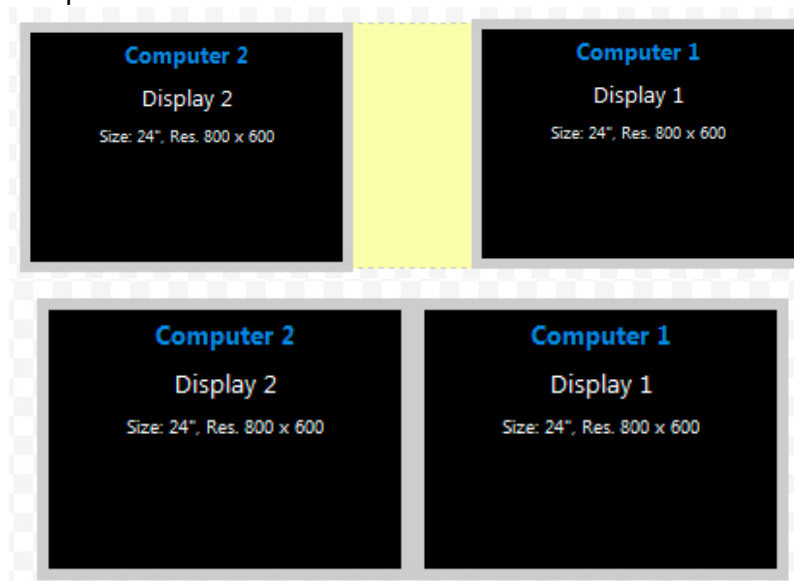 Computer 2
Display 2
Size: 24", Res. 800 x 600
Computer 1
Display 1
Size: 24", Res. 800 x 600
Computer 2
Display 2
Size: 24", Res. 800 x 600
Computer 1
Display 1
Size: 24", Res. 800 x 600